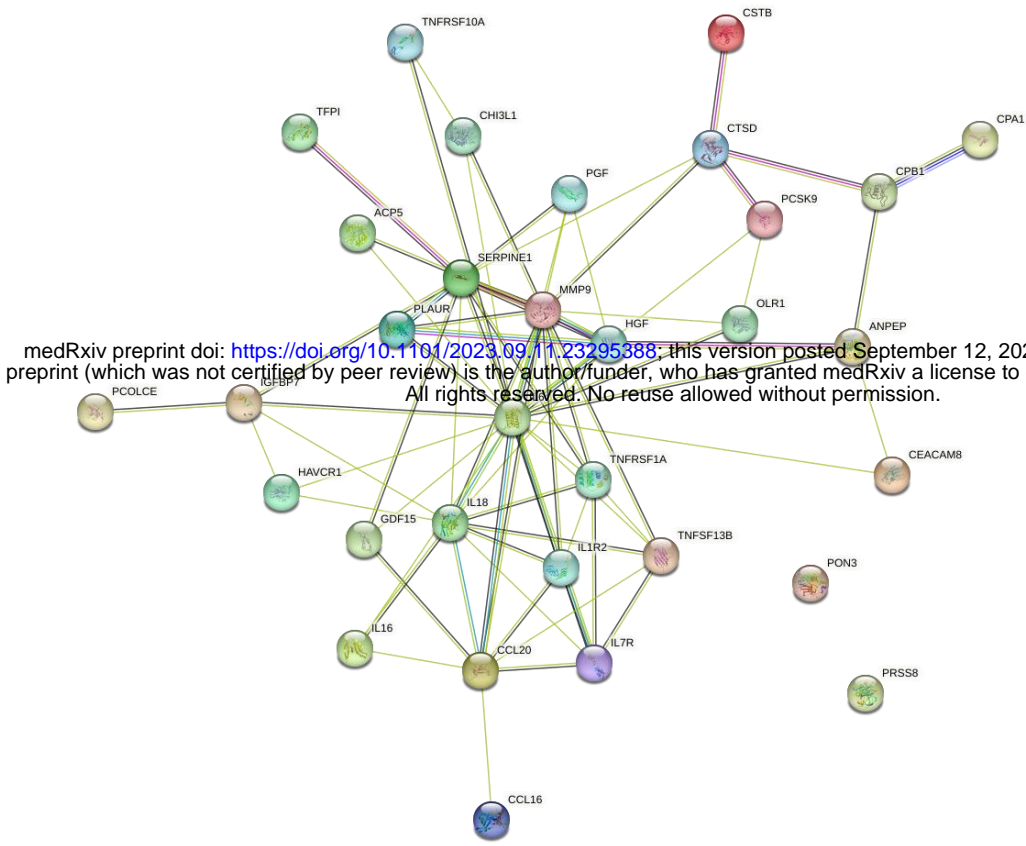 TNFRSF10A
CSTB
TFPI
CHI3L1
CTSD
CPA1
CPB1
PGF
PCSK9
ACP5
SERPINE1
MMP9
PLAUR
HGF
OLR1
ANPEP
medRxiv preprint doi: https://doi.org/10.1101/2023.09.11.23295388; this version posted September 12, 202
preprint (which was not certified by peer review) is the author/funder, who has granted medRxiv a license to
All rights reserved. No reuse allowed without permission.
PCOLCE
IGFBP7
HAVCR1
TNFRSF1A
CEACAM8
IL18
GDF15
TNFSF13B
IL1R2
PON3
IL16
CCL20
IL7R
PRSS8
CCL16